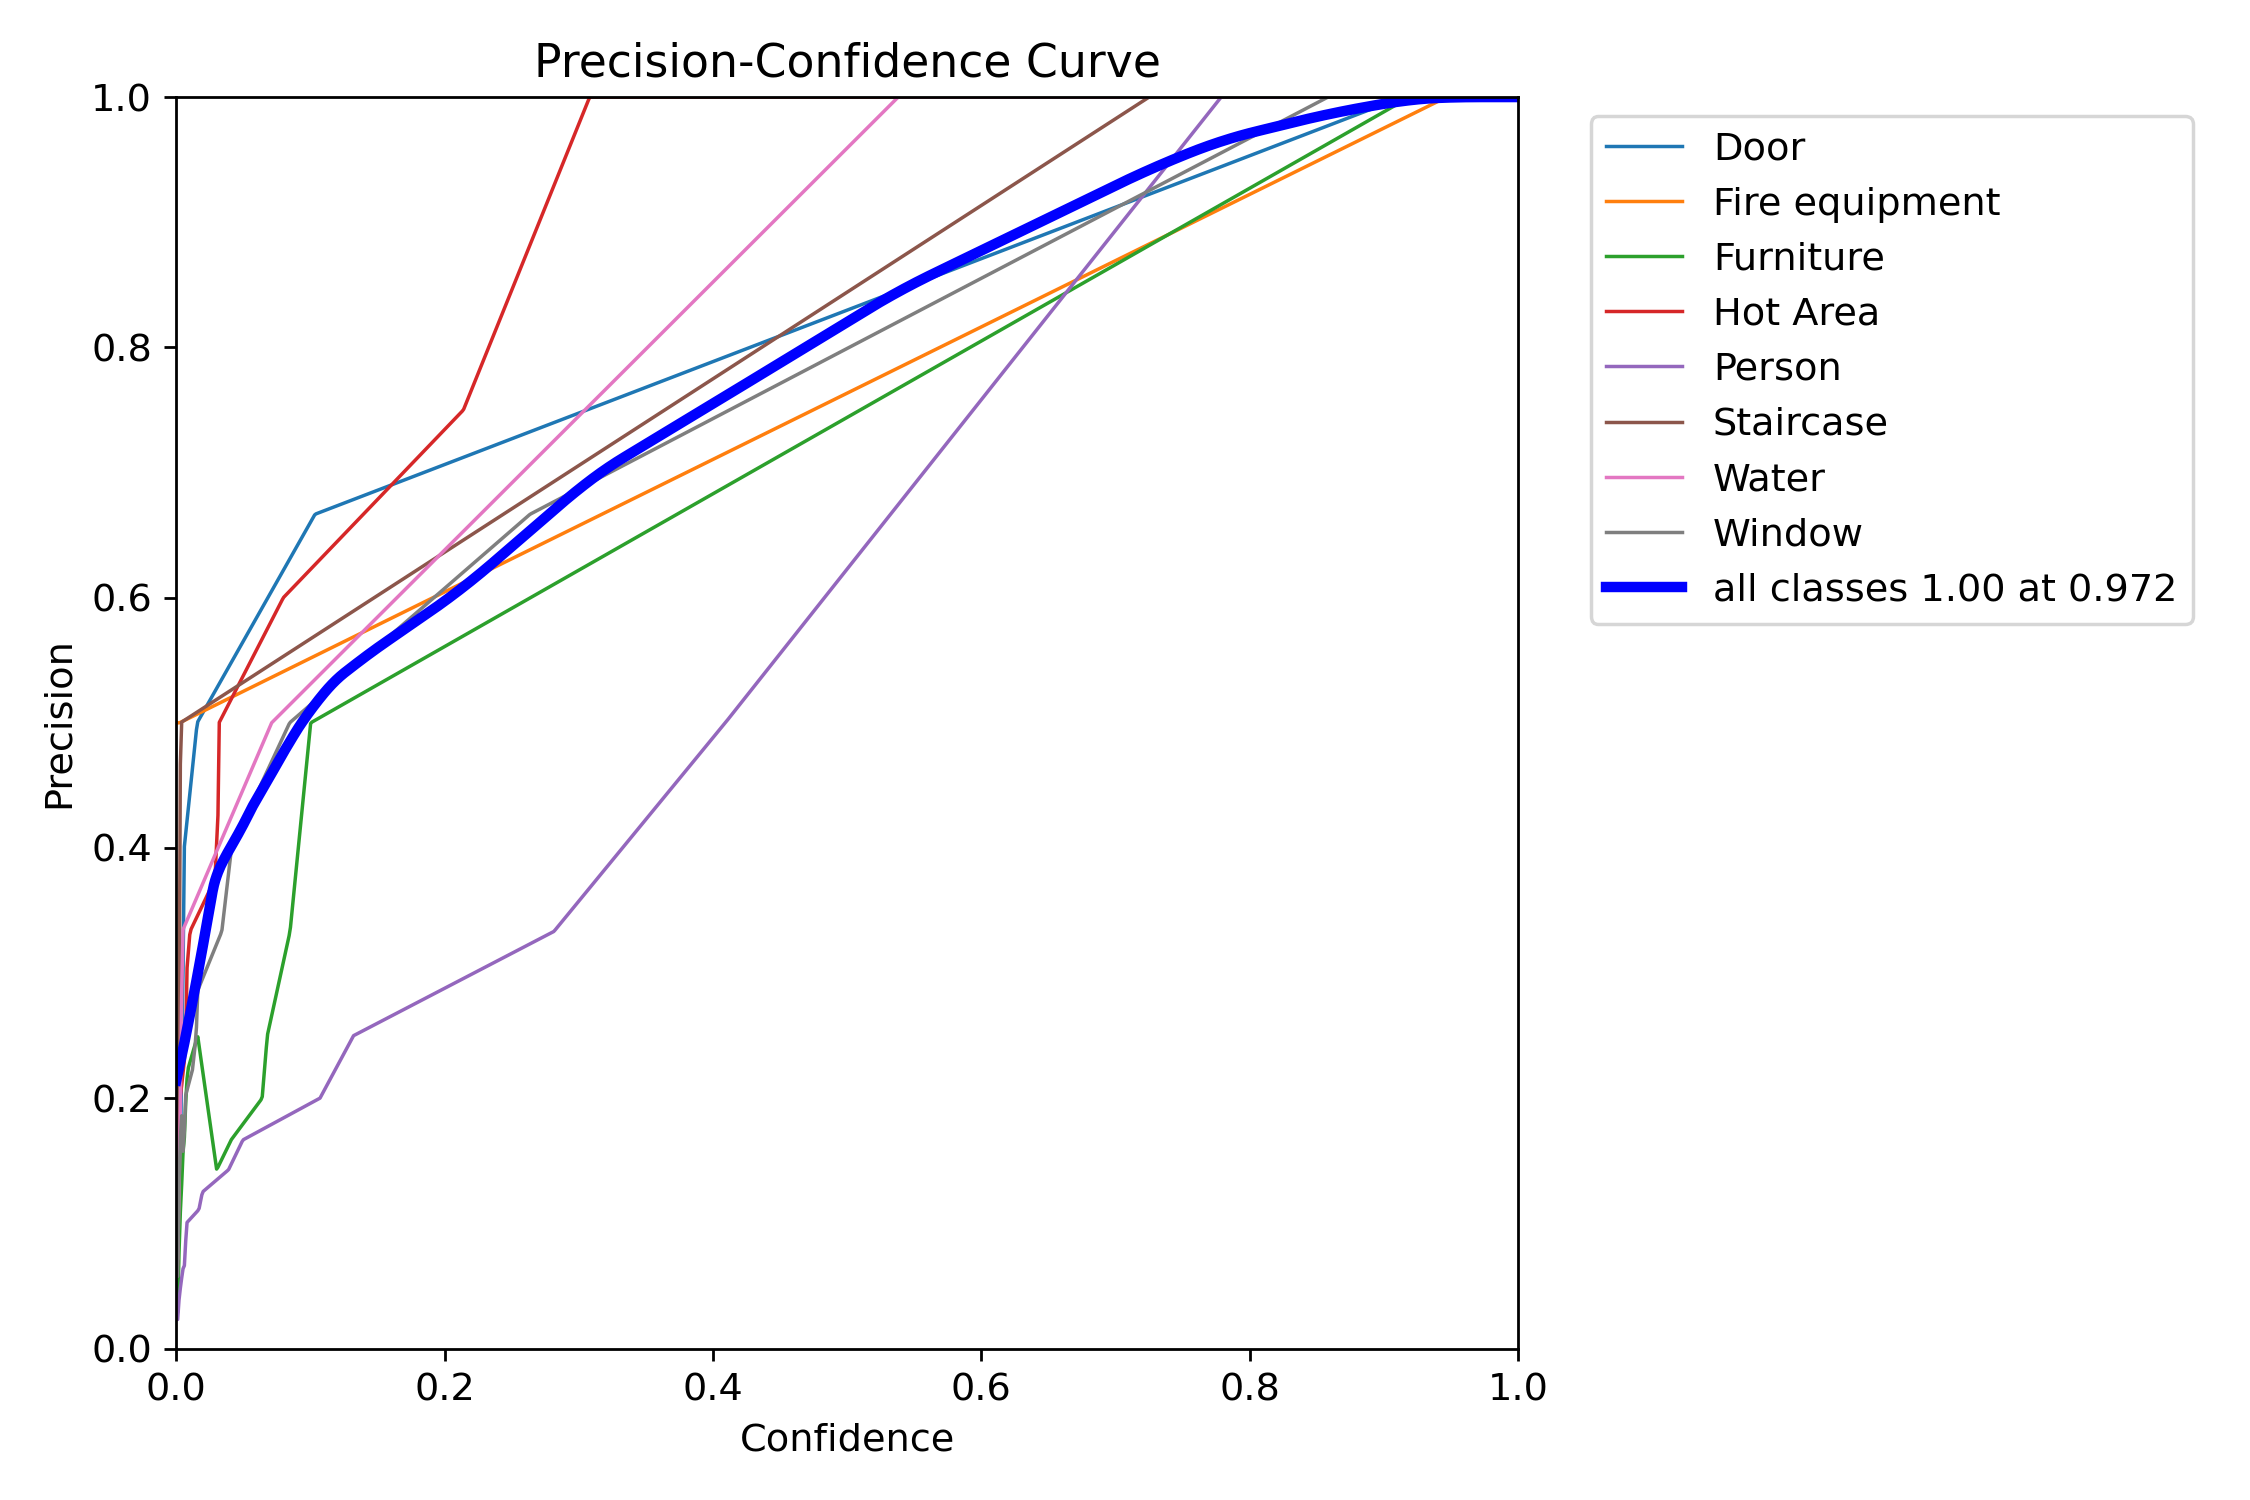 Precision-Confidence Curve
1.0
0.8
0.6
0.4
0.2
0.0
Precision
0.0 0.2 0.4 0.6 0.8 1.0
Confidence
Door
Fire equipment
Furniture
Hot Area
Person
Staircase
Water
Window
all classes 1.00 at 0.972